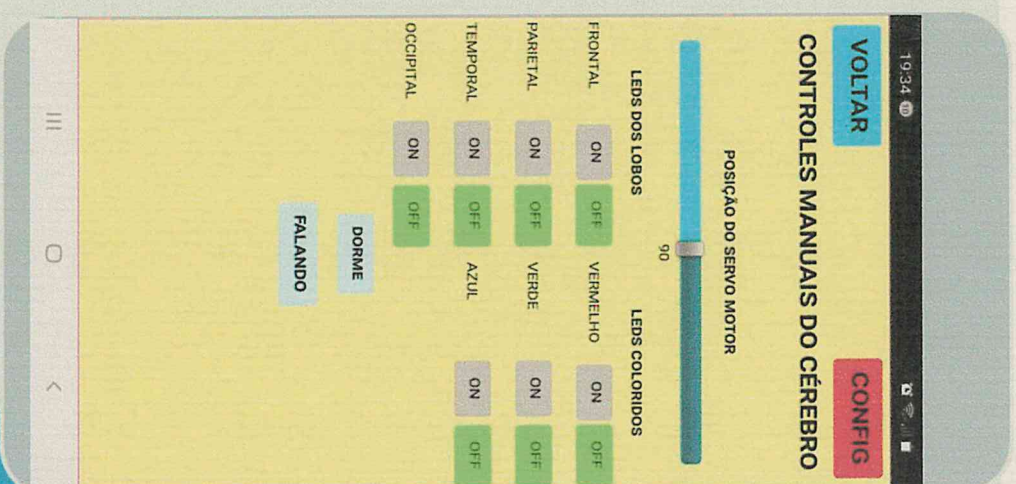 19:34
VOLTAR CONFIG
CONTROLES MANUAIS DO CÉREBRO
POSIÇÃO DO SERVO MOTOR
90
LEDS DOS LOBOS LEDS COLORIDOS
FRONTAL ON OFF VERMELHO ON OFF
PARIETAL ON OFF VERDE ON OFF
TEMPORAL ON OFF AZUL ON OFF
OCCIPITAL ON OFF
DORME
FALANDO